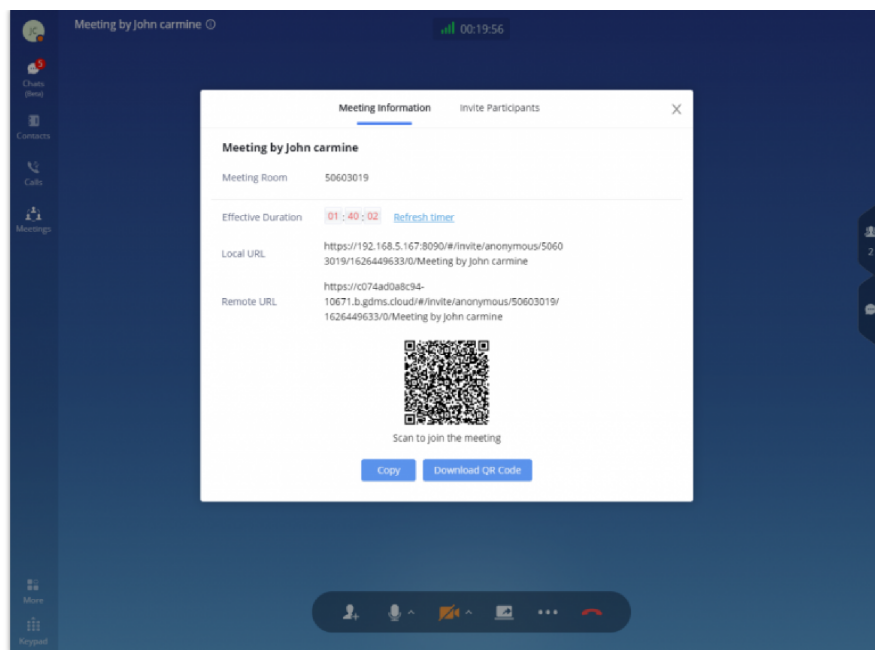 Meeting by John carmine
00:19:56
5
Chats
(Beta)
Contacts
Calls
Meetings
More
Keypad
Meeting Information
Invite Participants
Meeting by John carmine
Meeting Room
50603019
Effective Duration
01 : 40 : 02
Refresh timer
Local URL
https://192.168.5.167:8090/#/invite/anonymous/5060
3019/1626449633/0/Meeting by John carmine
Remote URL
https://c074ad0a8c94-
10671.b.gdms.cloud/#/invite/anonymous/50603019/
1626449633/0/Meeting by John carmine
Scan to join the meeting
Copy
Download QR Code
2